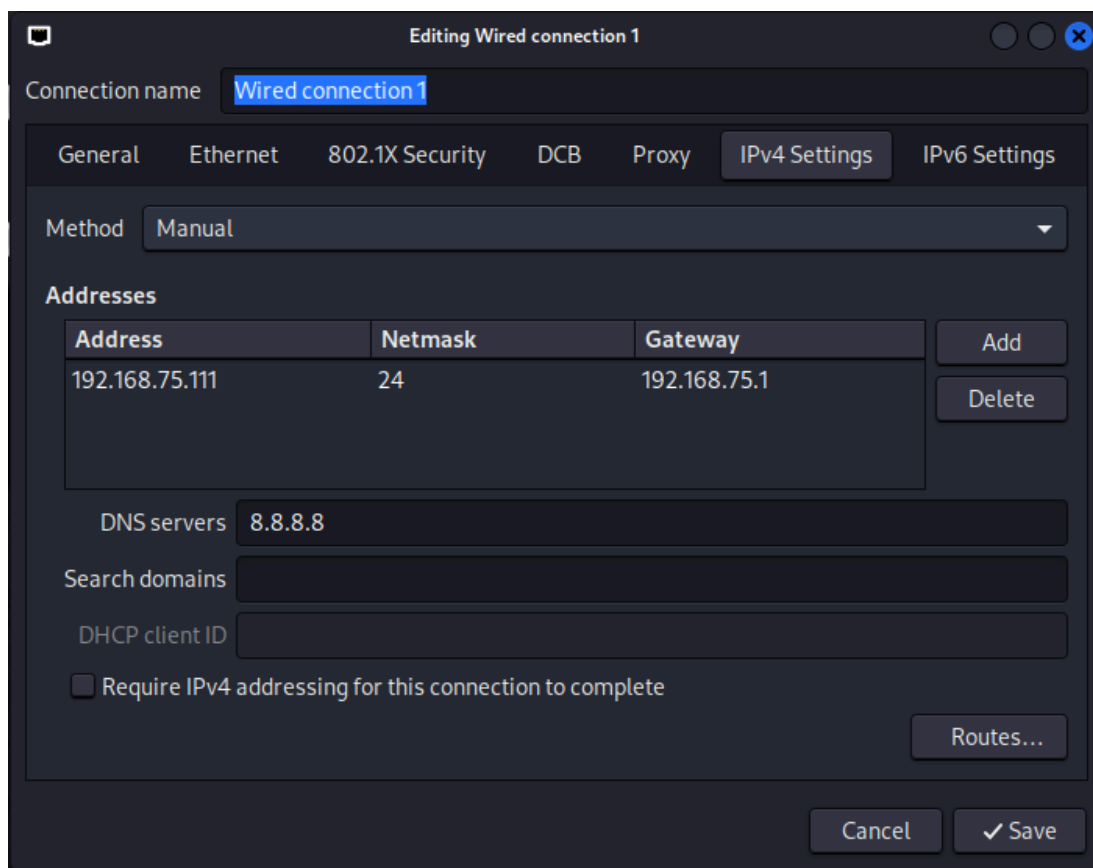 Editing Wired connection 1
Connection name Wired connection 1
General Ethernet 802.1X Security DCB Proxy IPv4 Settings IPv6 Settings
Method Manual
Addresses
Address Netmask Gateway Add
192.168.75.111 24 192.168.75.1
Delete
DNS servers 8.8.8.8
Search domains
DHCP client ID
Require IPv4 addressing for this connection to complete
Routes...
Cancel Save